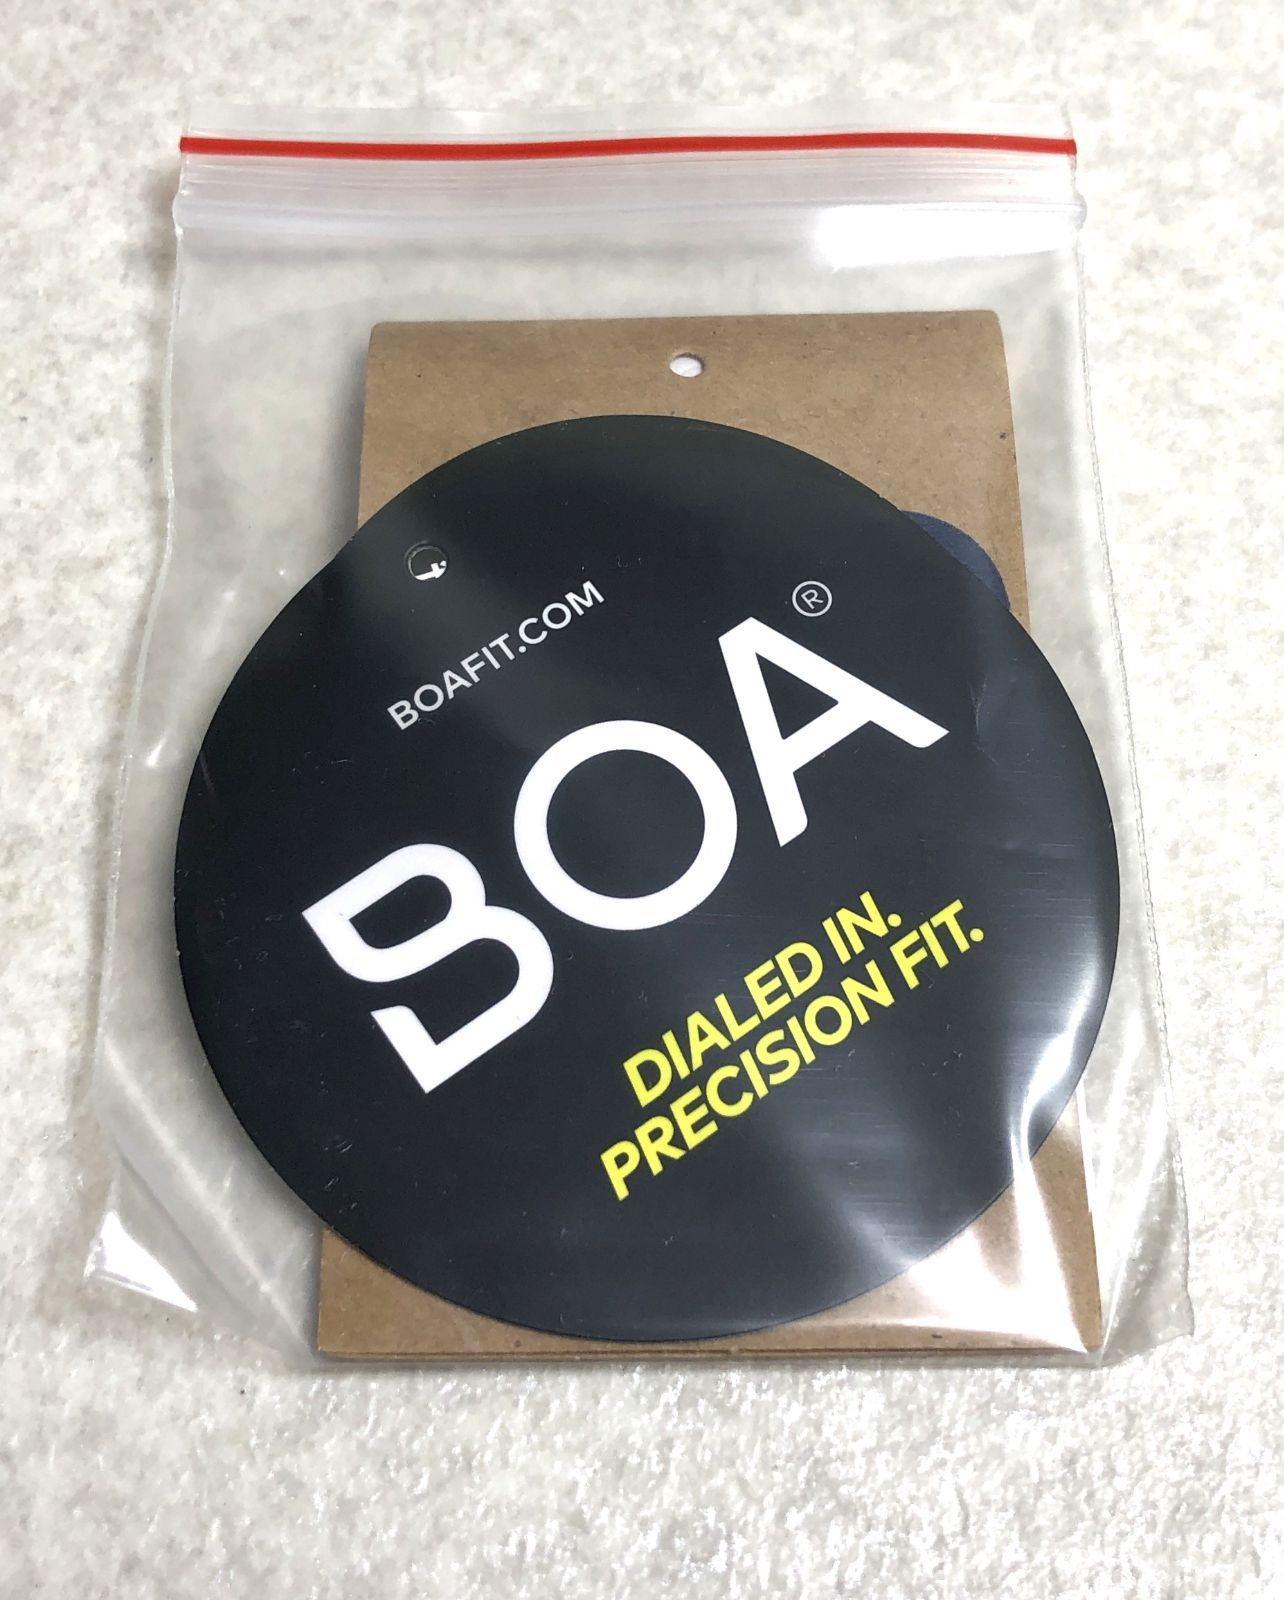 BOAFIT.COM
BOA®
DIALED IN.
PRECISION FIT.